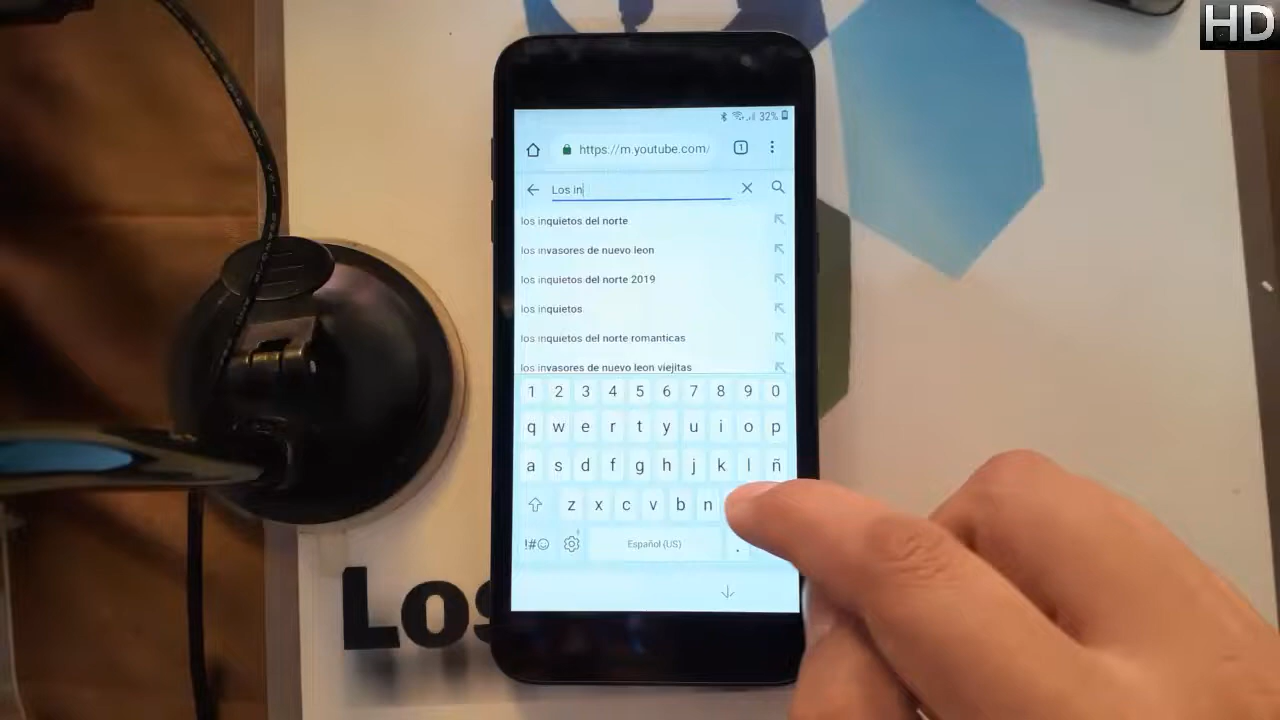 HD
32%
https://m.youtube.com/
1
Los in
los inquietos del norte
los invasores de nuevo leon
los inquietos del norte 2019
los inquietos
los inquietos del norte romanticas
los invasores de nuevo leon viejitas
1 2 3 4 5 6 7 8 9 0
q w e r t y u i o p
a s d f g h j k l ñ
z x c v b n
!#☺ Español (US) .
Los